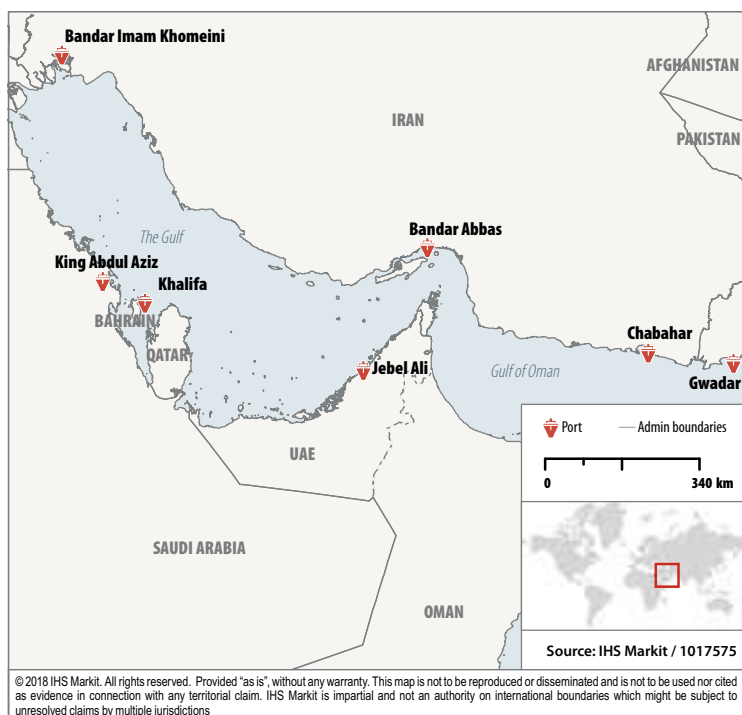 Bandar Imam Khomeini
AFGHANISTAN
IRAN
PAKISTAN
The Gulf
Bandar Abbas
King Abdul Aziz
Khalifa
BAHRAIN
Chabahar
QATAR
Jebel Ali
Gulf of Oman
Gwadar
Port
Admin boundaries
UAE
0
340 km
SAUDI ARABIA
OMAN
Source: IHS Markit / 1017575
© 2018 IHS Markit. All rights reserved. Provided "as is", without any warranty. This map is not to be reproduced or disseminated and is not to be used nor cited
as evidence in connection with any territorial claim. IHS Markit is impartial and not an authority on international boundaries which might be subject to
unresolved claims by multiple jurisdictions